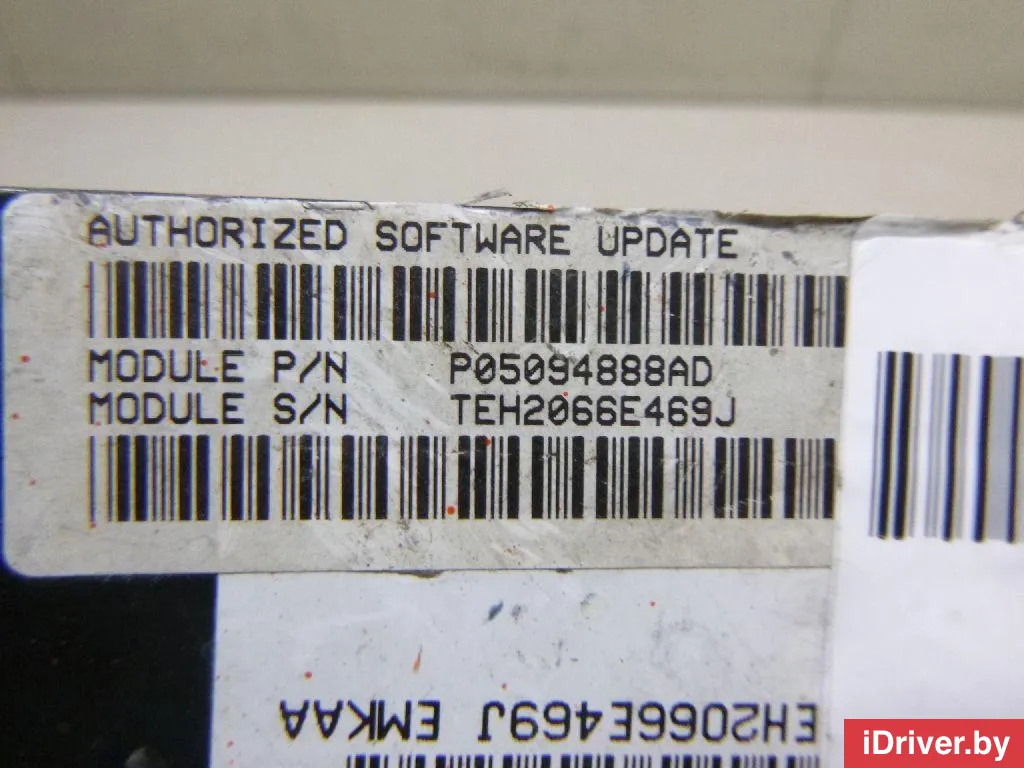 AUTHORIZED SOFTWARE UPDATE
MODULE P/N P05094888AD
MODULE S/N TEH2066E469J
EH2066E469J EMKAA
iDriver.by